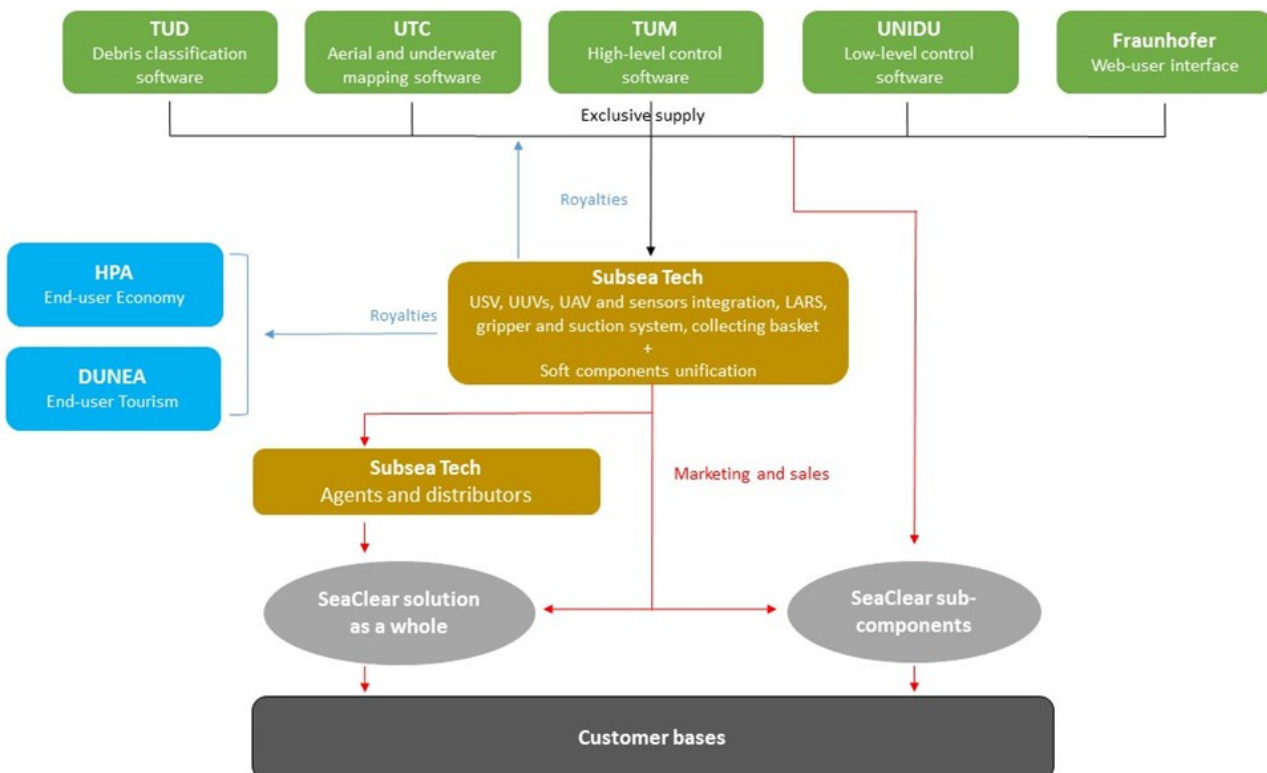 TUD
Debris classification
software
UTC
Aerial and underwater
mapping software
TUM
High-level control
software
UNIDU
Low-level control
software
Fraunhofer
Web-user interface
Exclusive supply
Royalties
HPA
End-user Economy
Royalties
DUNEA
End-user Tourism
Subsea Tech
USV, UUVs, UAV and sensors integration, LARS,
gripper and suction system, collecting basket
+
Soft components unification
Subsea Tech
Agents and distributors
Marketing and sales
SeaClear solution
as a whole
SeaClear sub-
components
Customer bases